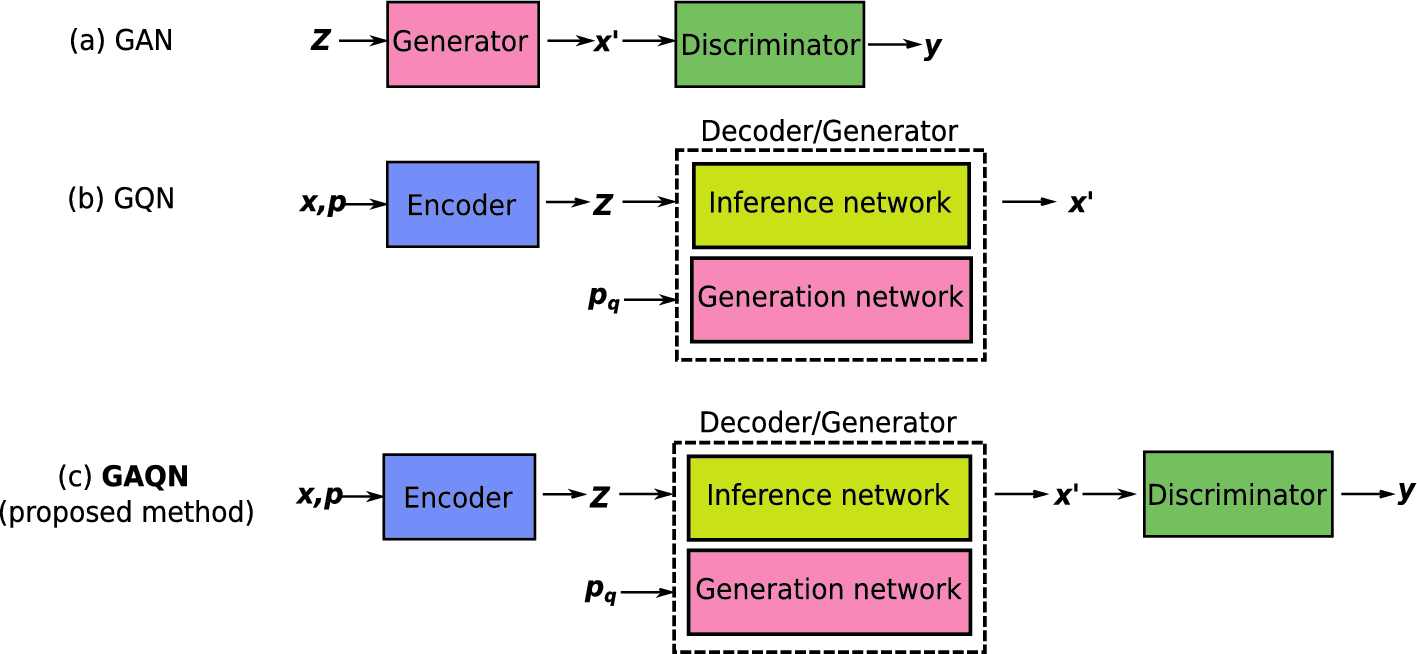 (a) GAN Z Generator x' Discriminator y
Decoder/Generator
(b) GQN x,p Encoder Z Inference network x'
p_q Generation network
Decoder/Generator
(c) GAQN x,p Encoder Z Inference network x' Discriminator y
(proposed method)
p_q Generation network